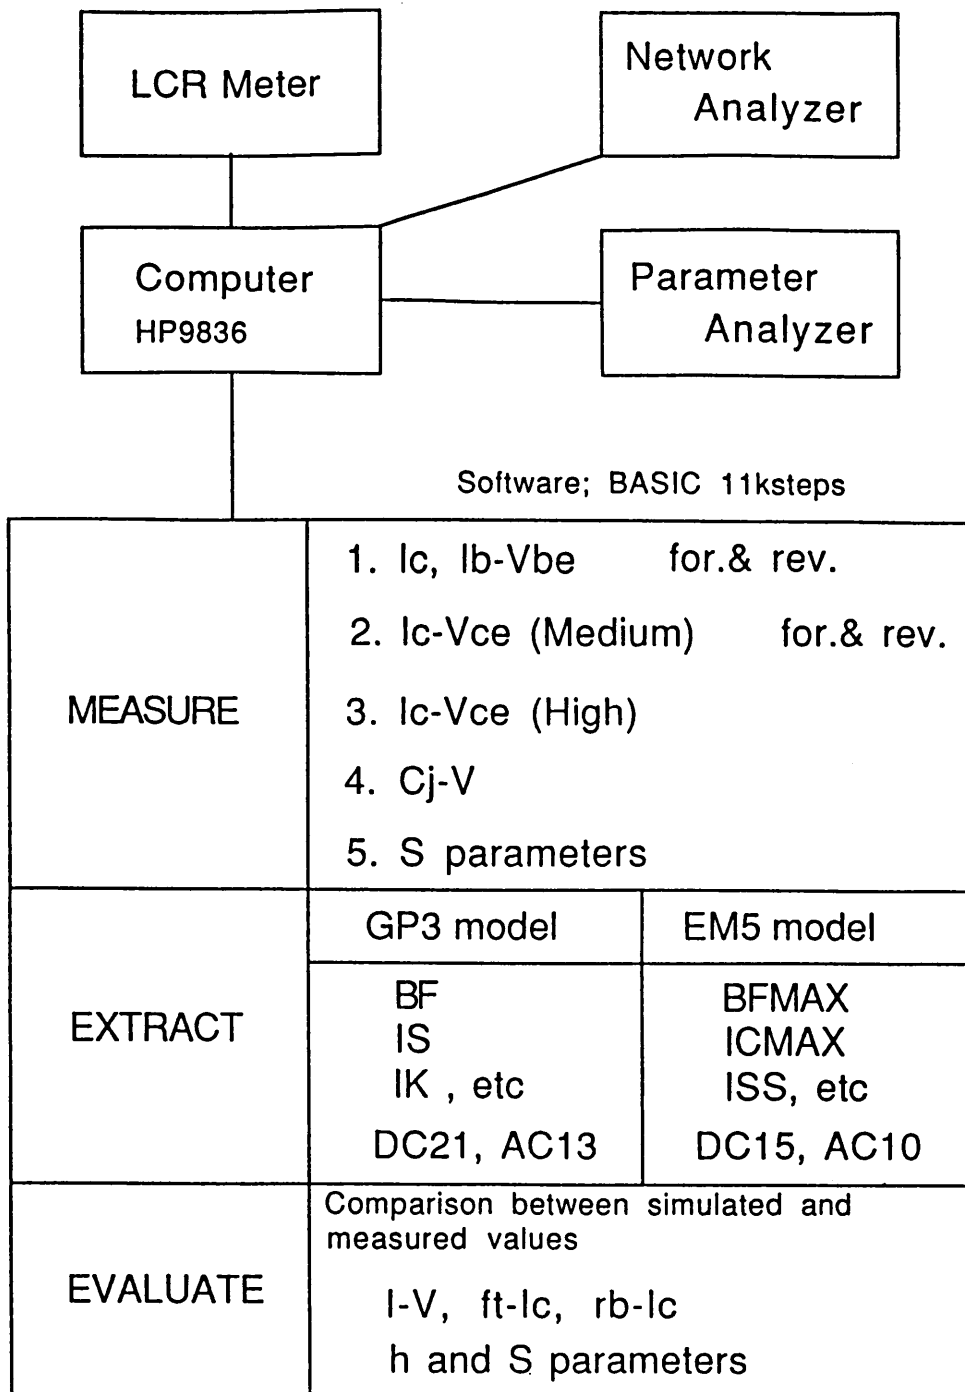 LCR Meter
Network
Analyzer
Computer
HP9836
Parameter
Analyzer
Software; BASIC 11ksteps
MEASURE
1. Ic, Ib-Vbe for.& rev.
2. Ic-Vce (Medium) for.& rev.
3. Ic-Vce (High)
4. Cj-V
5. S parameters
EXTRACT
GP3 model
BF
IS
IK , etc
DC21, AC13
EM5 model
BFMAX
ICMAX
ISS, etc
DC15, AC10
EVALUATE
Comparison between simulated and
measured values
I-V, ft-Ic, rb-Ic
h and S parameters